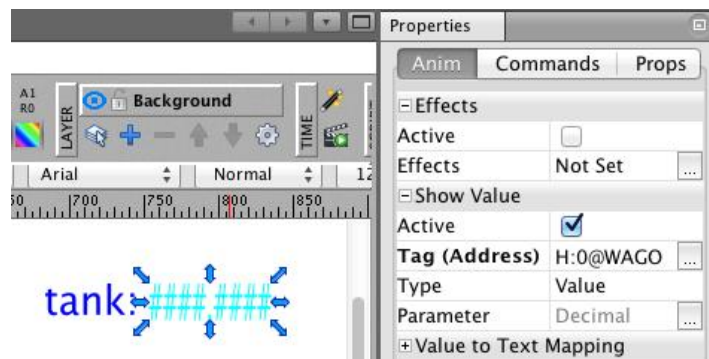 Properties
Anim Commands Props
A1
R0
LAYER
Background
TIME
Effects
Active
Arial Normal 12
Effects Not Set ...
Show Value
700 750 800 850
Active
Tag (Address) H:0@WAGO ...
Type Value
tank: #### ####
Parameter Decimal ...
Value to Text Mapping